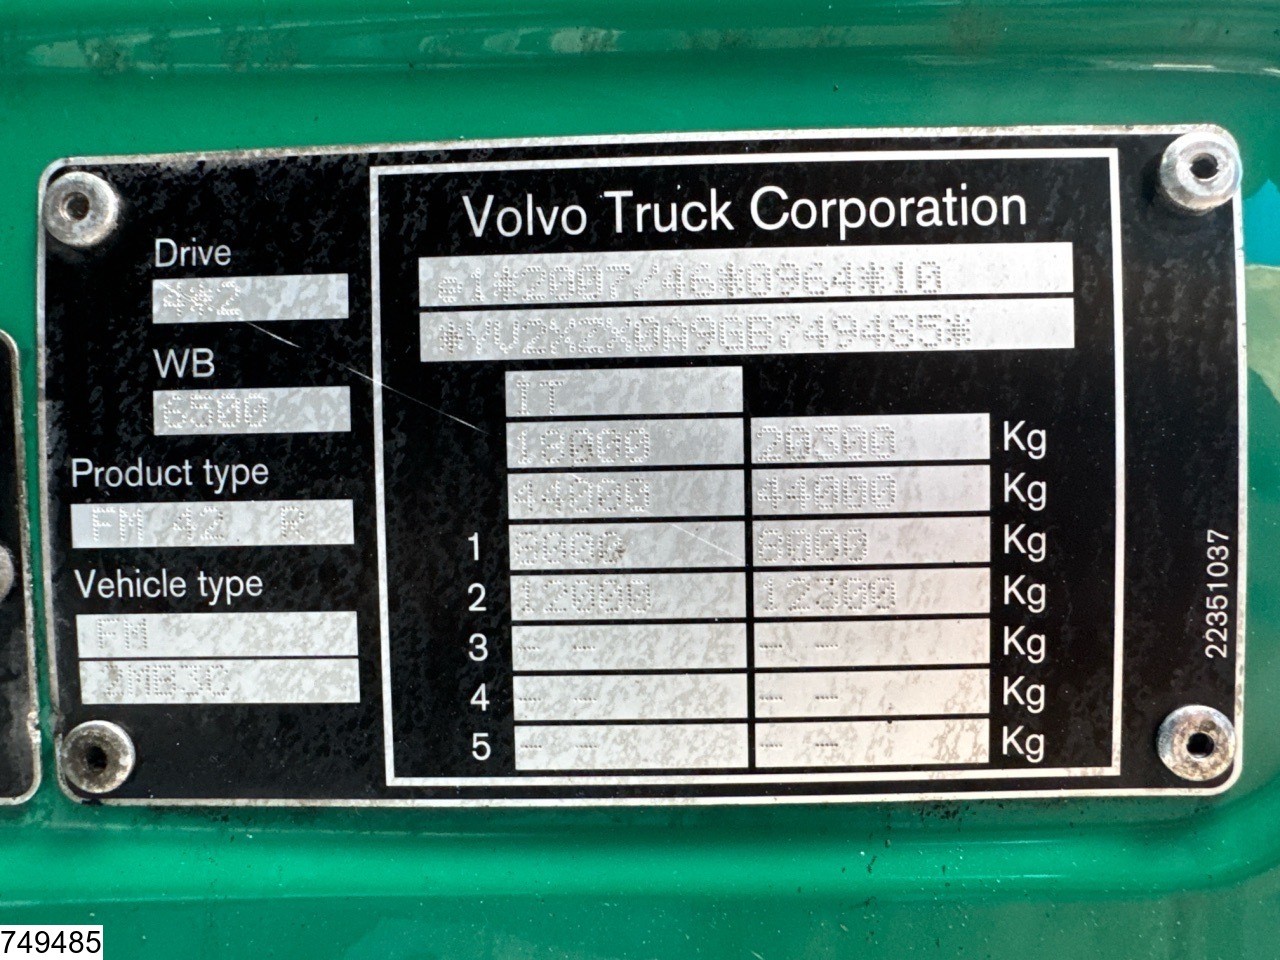 Volvo Truck Corporation
Drive
4*2
e1*2007/46*0964*10
*YV2XZX0A9GB749485*
WB
6500
IT
18000 20300 Kg
Product type
FM 42 R
44000 44000 Kg
1 8000 8000 Kg
Vehicle type
FM
2 12000 12300 Kg
3 - - - - Kg
4 - - - - Kg
5 - - - - Kg
22351037
749485